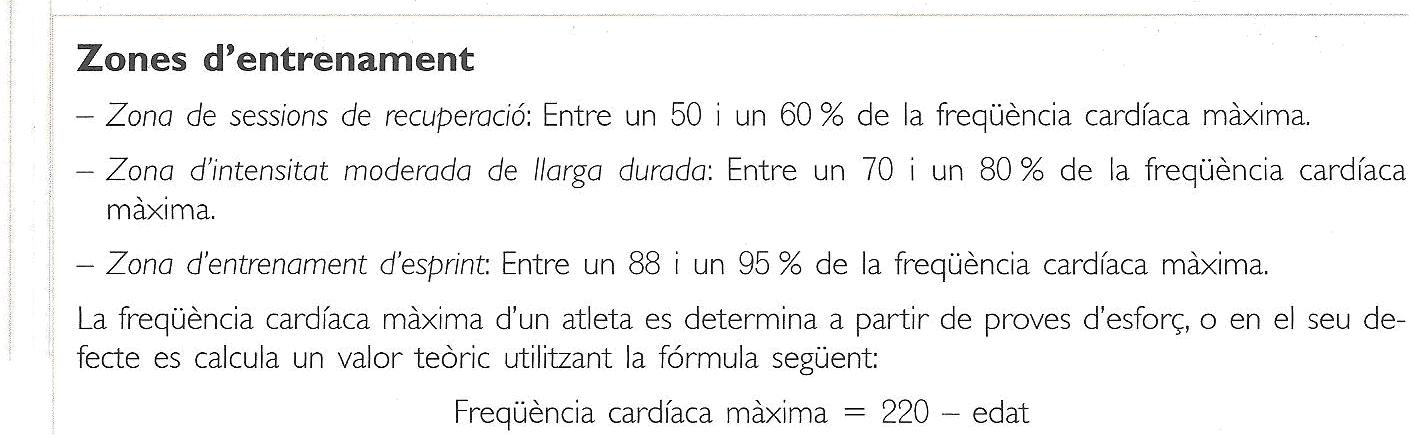 Zones d'entrenament
– Zona de sessions de recuperació: Entre un 50 i un 60 % de la freqüència cardíaca màxima.
– Zona d'intensitat moderada de llarga durada: Entre un 70 i un 80 % de la freqüència cardíaca
màxima.
– Zona d'entrenament d'esprint: Entre un 88 i un 95 % de la freqüència cardíaca màxima.
La freqüència cardíaca màxima d'un atleta es determina a partir de proves d'esforç, o en el seu de-
fecte es calcula un valor teòric utilitzant la fórmula següent:
Freqüència cardíaca màxima = 220 – edat